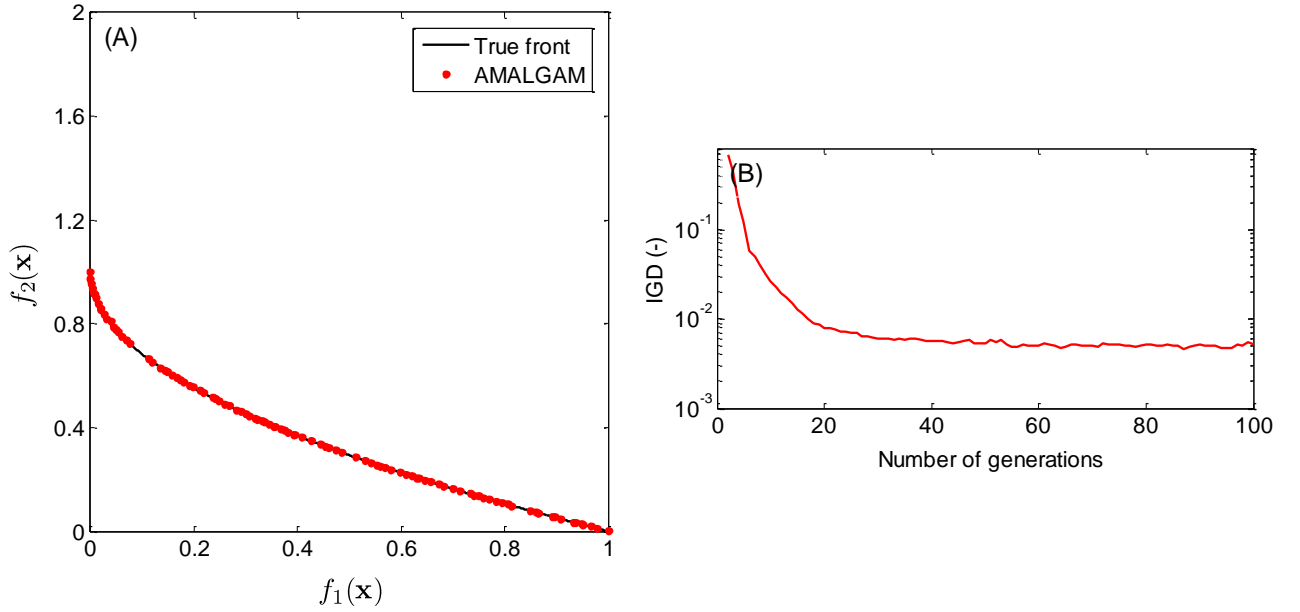 (A)
True front
AMALGAM
2
1.6
1.2
0.8
0.4
0
0 0.2 0.4 0.6 0.8 1
f₂(x)
f₁(x)
(B)
10⁻¹
10⁻²
10⁻³
0 20 40 60 80 100
IGD (-)
Number of generations